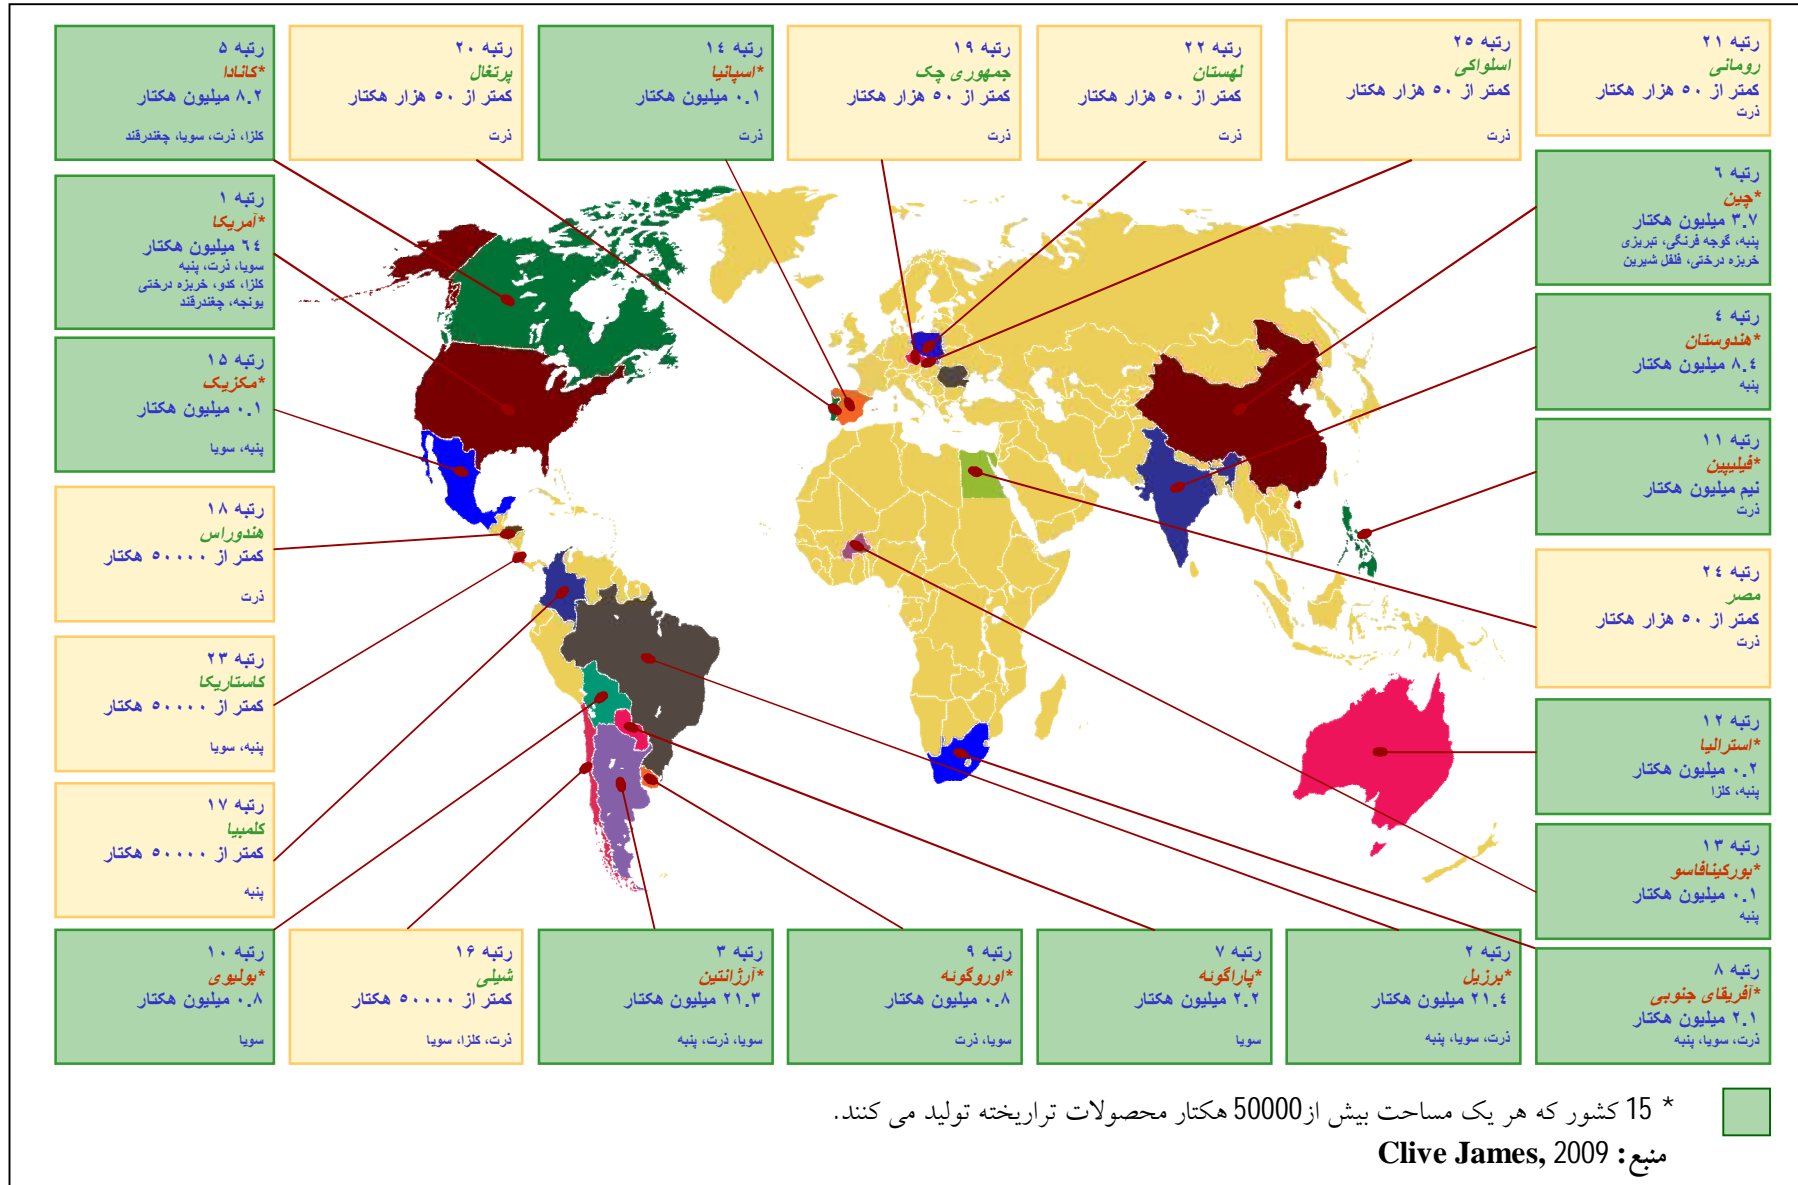 رتبه ۵
*کانادا
۸.۲ میلیون هکتار
کلزا، ذرت، سویا، چغندرقند
رتبه ۲۰
پرتغال
کمتر از ۵۰ هزار هکتار
ذرت
رتبه ۱٤
*اسپانیا
۰.۱ میلیون هکتار
ذرت
رتبه ۱۹
جمهوری چک
کمتر از ۵۰ هزار هکتار
ذرت
رتبه ۲۲
لهستان
کمتر از ۵۰ هزار هکتار
ذرت
رتبه ۲۵
اسلواکی
کمتر از ۵۰ هزار هکتار
ذرت
رتبه ۲۱
رومانی
کمتر از ۵۰ هزار هکتار
ذرت
رتبه ۱
*آمریکا
٦٤ میلیون هکتار
سویا، ذرت، پنبه
کلزا، کدو، خربزه درختی
یونجه، چغندرقند
رتبه ۱۵
*مکزیک
۰.۱ میلیون هکتار
پنبه، سویا
رتبه ۱۸
هندوراس
کمتر از ۵۰۰۰۰ هکتار
ذرت
رتبه ۲۳
کاستاریکا
کمتر از ۵۰۰۰۰ هکتار
پنبه، سویا
رتبه ۱۷
کلمبیا
کمتر از ۵۰۰۰۰ هکتار
پنبه
رتبه ٦
*چین
۳.۷ میلیون هکتار
پنبه، گوجه فرنگی، تبریزی
خربزه درختی، فلفل شیرین
رتبه ٤
*هندوستان
۸.٤ میلیون هکتار
پنبه
رتبه ۱۱
*فیلیپین
نیم میلیون هکتار
ذرت
رتبه ۲٤
مصر
کمتر از ۵۰ هزار هکتار
ذرت
رتبه ۱۲
*استرالیا
۰.۲ میلیون هکتار
پنبه، کلزا
رتبه ۱۳
*بورکینافاسو
۰.۱ میلیون هکتار
پنبه
رتبه ۸
*آفریقای جنوبی
۲.۱ میلیون هکتار
ذرت، سویا، پنبه
رتبه ۲
*برزیل
۲۱.٤ میلیون هکتار
ذرت، سویا، پنبه
رتبه ۷
*پاراگوئه
۲.۲ میلیون هکتار
سویا
رتبه ۹
*اوروگوئه
۰.۸ میلیون هکتار
سویا، ذرت
رتبه ۳
*آرژانتین
۲۱.۳ میلیون هکتار
سویا، ذرت، پنبه
رتبه ۱۶
شیلی
کمتر از ۵۰۰۰۰ هکتار
ذرت، کلزا، سویا
رتبه ۱۰
*بولیوی
۰.۸ میلیون هکتار
سویا
* 15 کشور که هر یک مساحت بیش از50000 هکتار محصولات تراریخته تولید می کنند.
منبع: Clive James, 2009